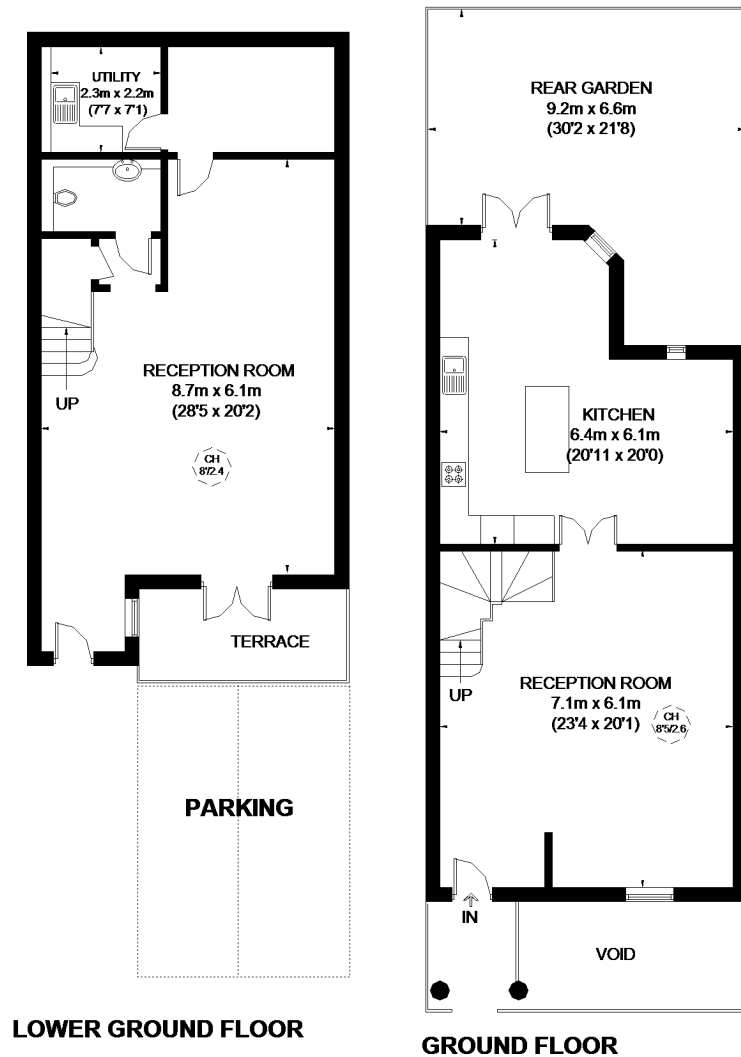 UTILITY
2.3m x 2.2m
(7'7 x 7'1)
RECEPTION ROOM
8.7m x 6.1m
(28'5 x 20'2)
CH
8'/2.4
UP
TERRACE
PARKING
LOWER GROUND FLOOR
REAR GARDEN
9.2m x 6.6m
(30'2 x 21'8)
KITCHEN
6.4m x 6.1m
(20'11 x 20'0)
UP
RECEPTION ROOM
7.1m x 6.1m
(23'4 x 20'1)
CH
8'5/2.6
IN
VOID
GROUND FLOOR